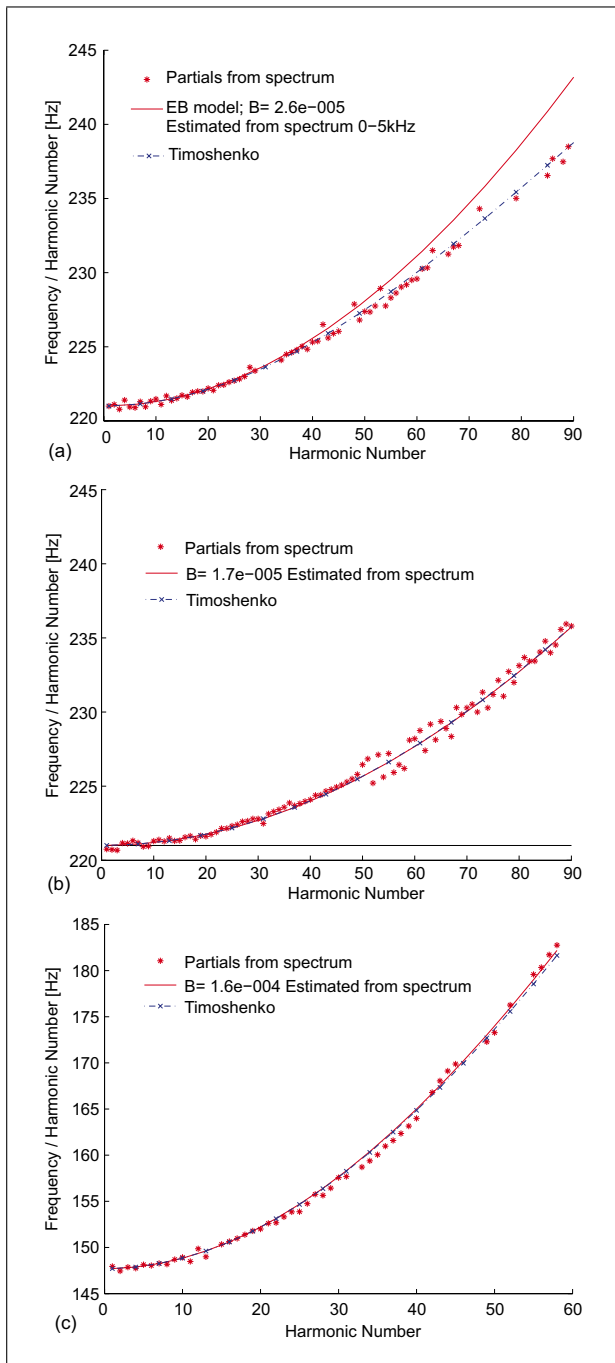 245
240
235
230
225
220
Frequency / Harmonic Number [Hz]
Partials from spectrum
EB model; B= 2.6e−005
Estimated from spectrum 0−5kHz
Timoshenko
0 10 20 30 40 50 60 70 80 90
Harmonic Number
(a)
245
240
235
230
225
220
Frequency / Harmonic Number [Hz]
Partials from spectrum
B= 1.7e−005 Estimated from spectrum
Timoshenko
0 10 20 30 40 50 60 70 80 90
Harmonic Number
(b)
185
180
175
170
165
160
155
150
145
Frequency / Harmonic Number [Hz]
Partials from spectrum
B= 1.6e−004 Estimated from spectrum
Timoshenko
0 10 20 30 40 50 60
Harmonic Number
(c)